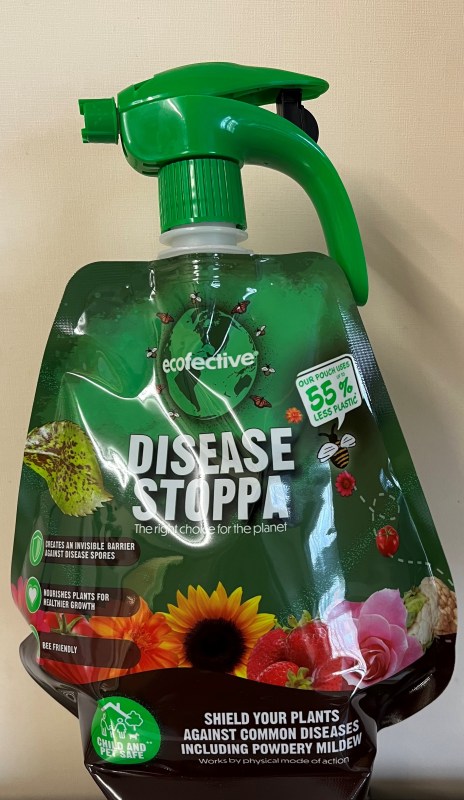 ecofective®
OUR POUCH USES
UP TO
55%
LESS PLASTIC
DISEASE
STOPPA
The right choice for the planet
CREATES AN INVISIBLE BARRIER
AGAINST DISEASE SPORES
NOURISHES PLANTS FOR
HEALTHIER GROWTH
BEE FRIENDLY
CHILD AND
PET SAFE**
SHIELD YOUR PLANTS
AGAINST COMMON DISEASES
INCLUDING POWDERY MILDEW
Works by physical mode of action